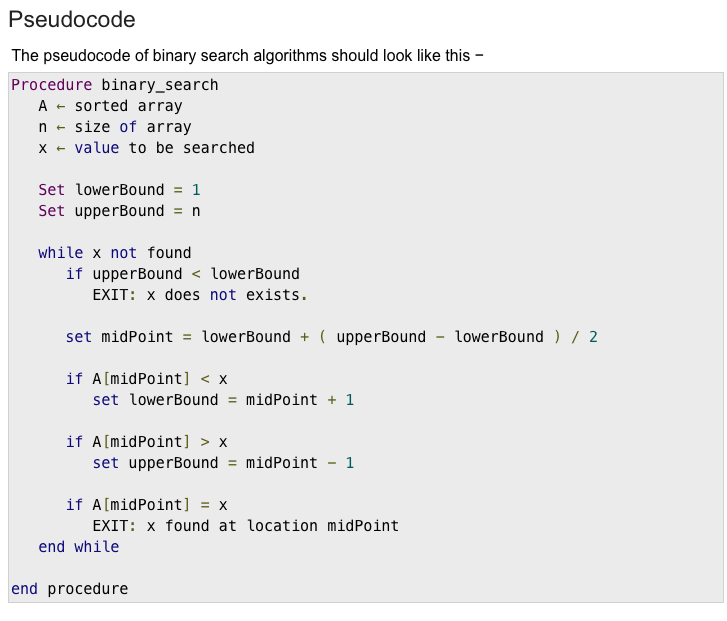 Pseudocode
The pseudocode of binary search algorithms should look like this −
Procedure binary_search
   A ← sorted array
   n ← size of array
   x ← value to be searched

   Set lowerBound = 1
   Set upperBound = n

   while x not found
      if upperBound < lowerBound
         EXIT: x does not exists.

      set midPoint = lowerBound + ( upperBound - lowerBound ) / 2

      if A[midPoint] < x
         set lowerBound = midPoint + 1

      if A[midPoint] > x
         set upperBound = midPoint - 1

      if A[midPoint] = x
         EXIT: x found at location midPoint
   end while

end procedure